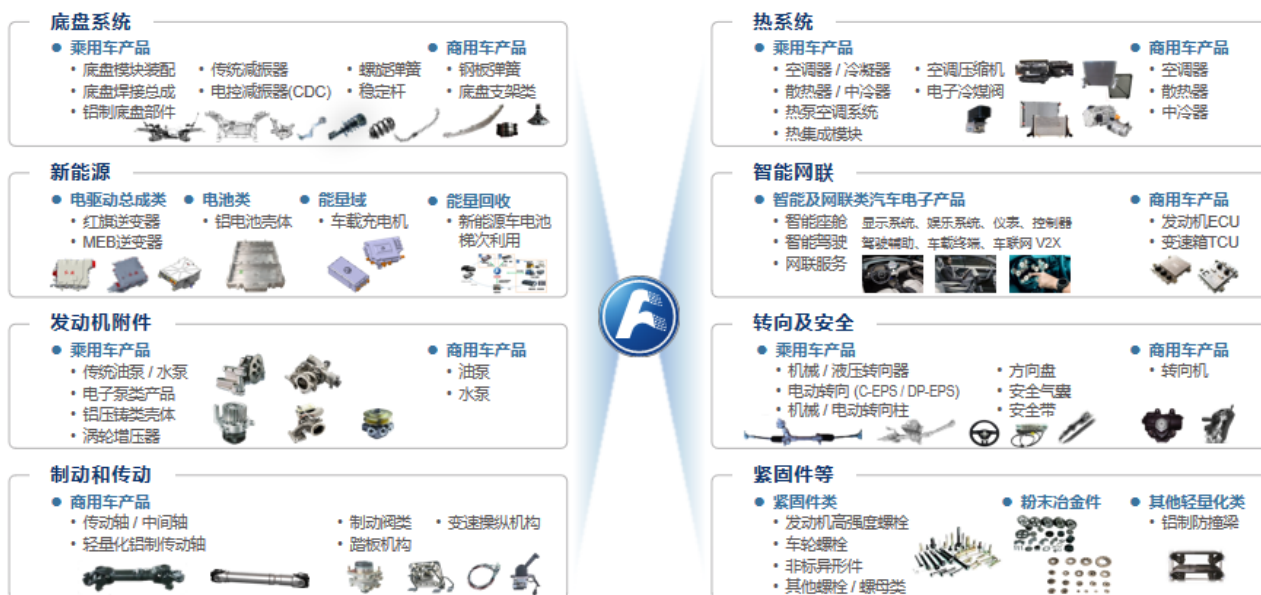 底盘系统
乘用车产品
底盘模块装配
底盘焊接总成
铝制底盘部件
传统减振器
电控减振器(CDC)
螺旋弹簧
稳定杆
商用车产品
钢板弹簧
底盘支架类
新能源
电驱动总成类
红旗逆变器
MEB逆变器
电池类
铝电池壳体
能量域
车载充电机
能量回收
新能源车电池
梯次利用
发动机附件
乘用车产品
传统油泵 / 水泵
电子泵类产品
铝压铸类壳体
涡轮增压器
商用车产品
油泵
水泵
制动和传动
商用车产品
传动轴 / 中间轴
轻量化铝制传动轴
制动阀类
踏板机构
变速操纵机构
热系统
乘用车产品
空调器 / 冷凝器
散热器 / 中冷器
热泵空调系统
热集成模块
空调压缩机
电子冷媒阀
商用车产品
空调器
散热器
中冷器
智能网联
智能及网联类汽车电子产品
智能座舱 显示系统、娱乐系统、仪表、控制器
智能驾驶 驾驶辅助、车载终端、车联网 V2X
网联服务
商用车产品
发动机ECU
变速箱TCU
转向及安全
乘用车产品
机械 / 液压转向器
电动转向 (C-EPS / DP-EPS)
机械 / 电动转向柱
方向盘
安全气囊
安全带
商用车产品
转向机
紧固件等
紧固件类
发动机高强度螺栓
车轮螺栓
非标异形件
其他螺栓 / 螺母类
粉末冶金件
其他轻量化类
铝制防撞梁